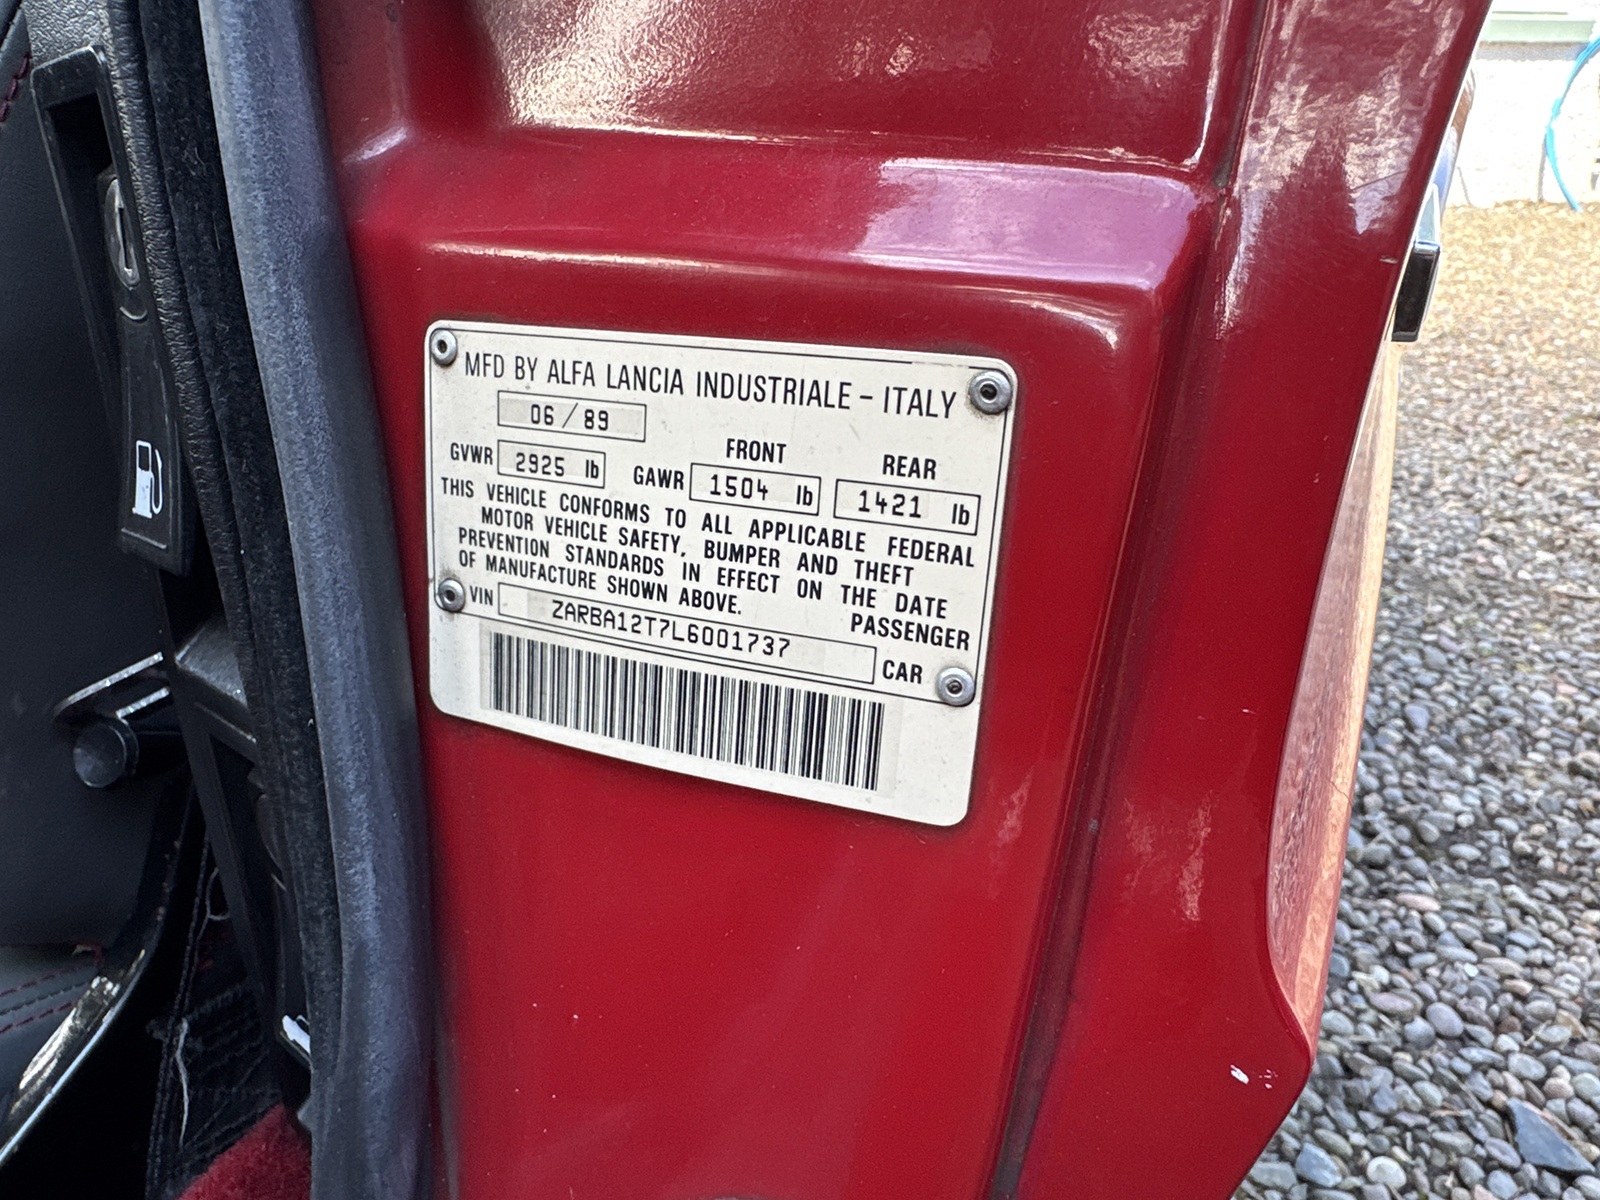 MFD BY ALFA LANCIA INDUSTRIALE - ITALY
06/89
FRONT REAR
GVWR 2925 lb GAWR 1504 lb 1421 lb
THIS VEHICLE CONFORMS TO ALL APPLICABLE FEDERAL
MOTOR VEHICLE SAFETY, BUMPER AND THEFT
PREVENTION STANDARDS IN EFFECT ON THE DATE
OF MANUFACTURE SHOWN ABOVE.
PASSENGER
VIN ZARBA12T7L6001737 CAR